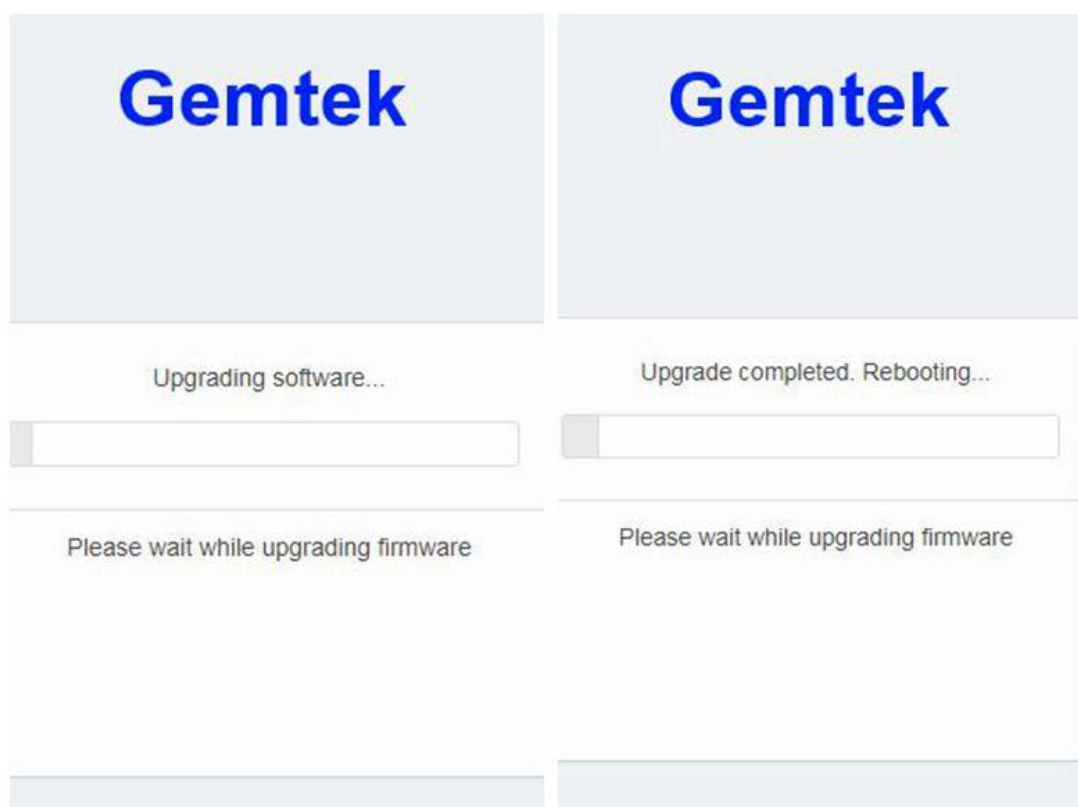 Gemtek
Upgrading software...
Please wait while upgrading firmware
Gemtek
Upgrade completed. Rebooting...
Please wait while upgrading firmware